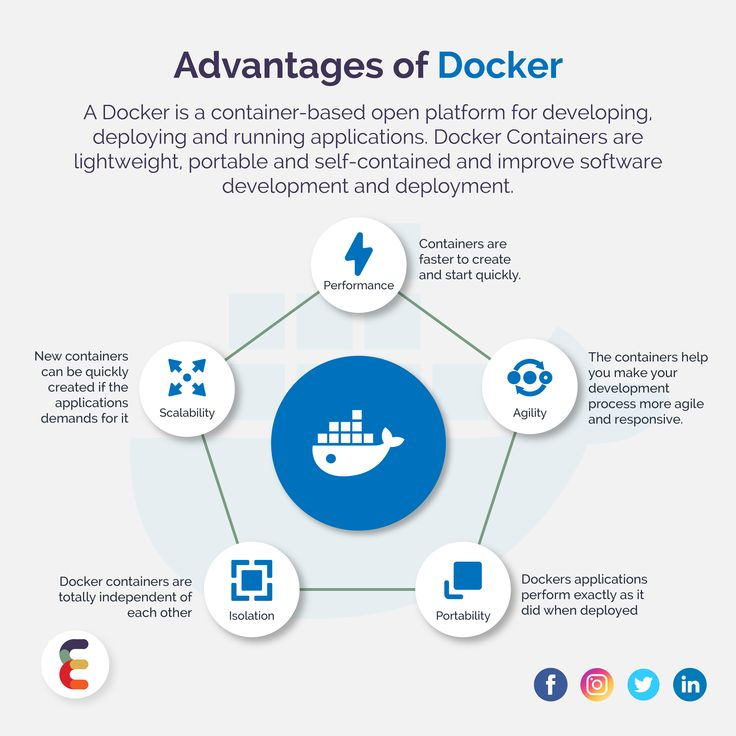 Advantages of Docker
A Docker is a container-based open platform for developing,
deploying and running applications. Docker Containers are
lightweight, portable and self-contained and improve software
development and deployment.
Performance
Containers are
faster to create
and start quickly.
New containers
can be quickly
created if the
applications
demands for it
Scalability
Agility
The containers help
you make your
development
process more agile
and responsive.
Docker containers are
totally independent of
each other
Isolation
Portability
Dockers applications
perform exactly as it
did when deployed